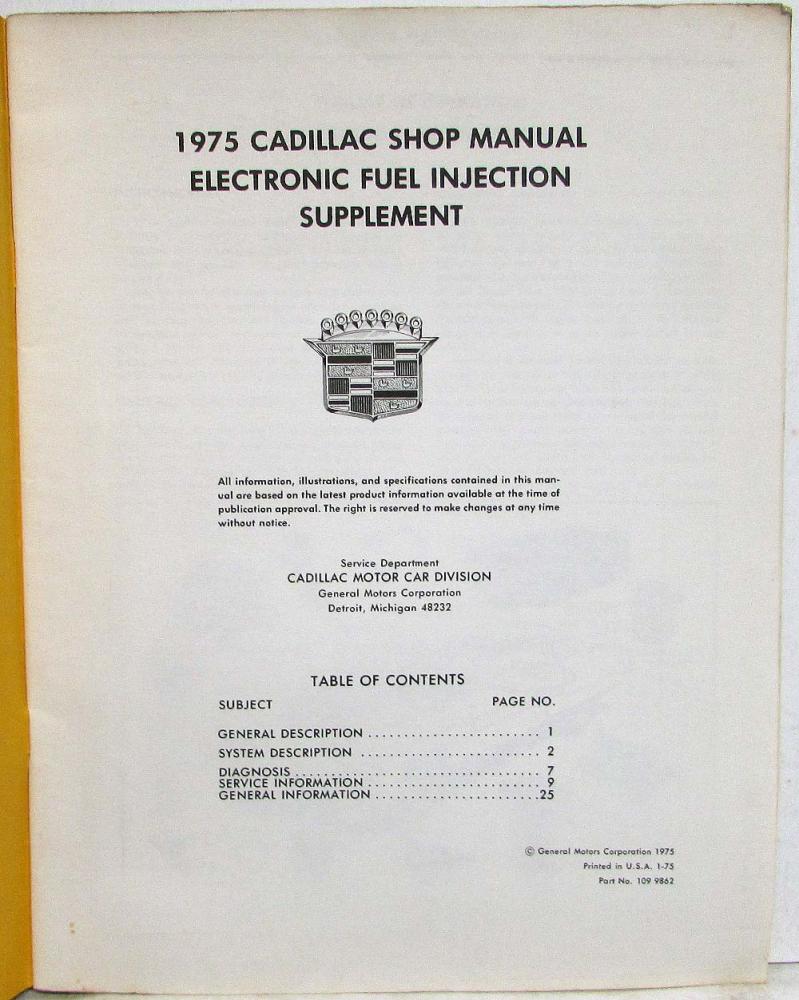 1975 CADILLAC SHOP MANUAL
ELECTRONIC FUEL INJECTION
SUPPLEMENT
All information, illustrations, and specifications contained in this man-
ual are based on the latest product information available at the time of
publication approval. The right is reserved to make changes at any time
without notice.
Service Department
CADILLAC MOTOR CAR DIVISION
General Motors Corporation
Detroit, Michigan 48232
TABLE OF CONTENTS
SUBJECT PAGE NO.
GENERAL DESCRIPTION ........................ 1
SYSTEM DESCRIPTION ......................... 2
DIAGNOSIS .................................. 7
SERVICE INFORMATION ........................ 9
GENERAL INFORMATION .......................25
© General Motors Corporation 1975
Printed in U.S.A. 1-75
Part No. 109 9862